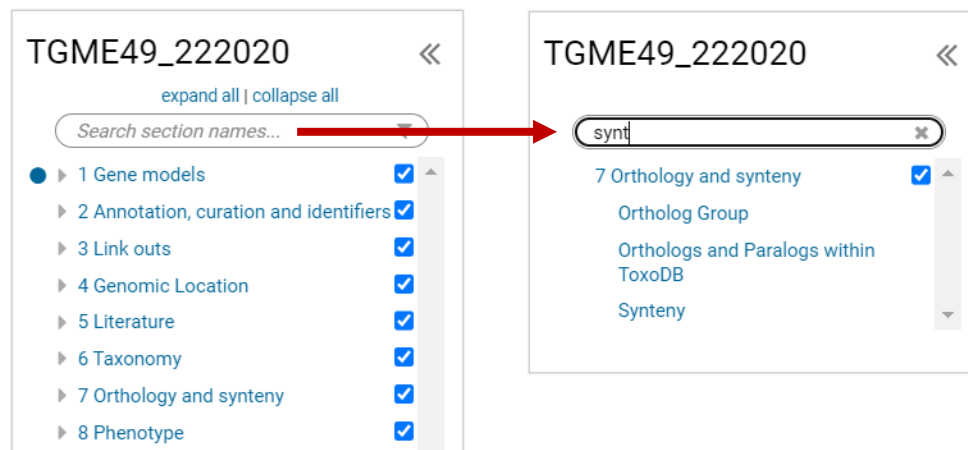 TGME49_222020
expand all | collapse all
Search section names...
1 Gene models
2 Annotation, curation and identifiers
3 Link outs
4 Genomic Location
5 Literature
6 Taxonomy
7 Orthology and synteny
8 Phenotype
TGME49_222020
synt
7 Orthology and synteny
Ortholog Group
Orthologs and Paralogs within
ToxoDB
Synteny